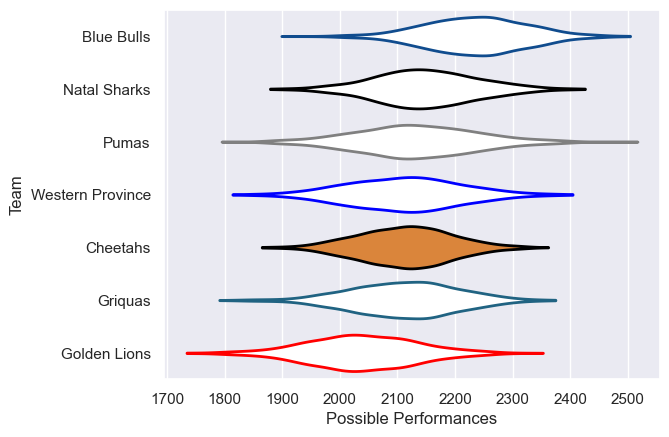 Blue Bulls
Natal Sharks
Pumas
Western Province
Cheetahs
Griquas
Golden Lions
Team
1700 1800 1900 2000 2100 2200 2300 2400 2500
Possible Performances